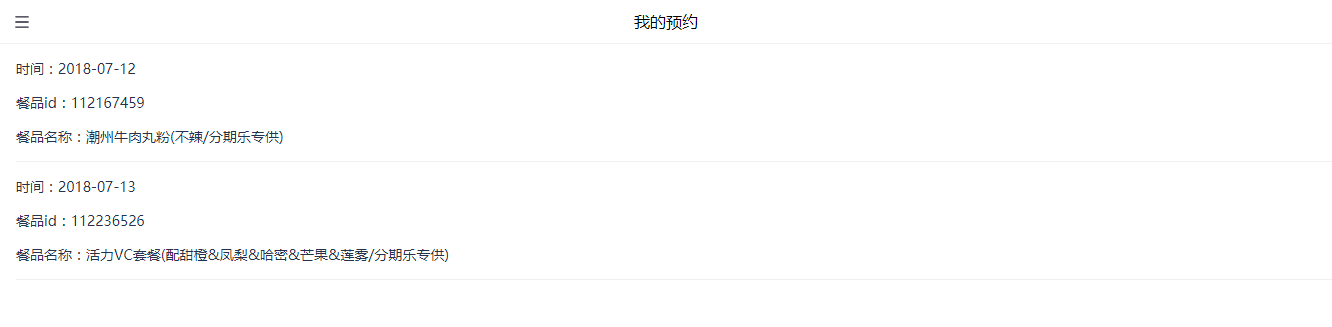 我的预约
时间：2018-07-12
餐品id：112167459
餐品名称：潮州牛肉丸粉(不辣/分期乐专供)
时间：2018-07-13
餐品id：112236526
餐品名称：活力VC套餐(配甜橙&凤梨&哈密&芒果&莲雾/分期乐专供)